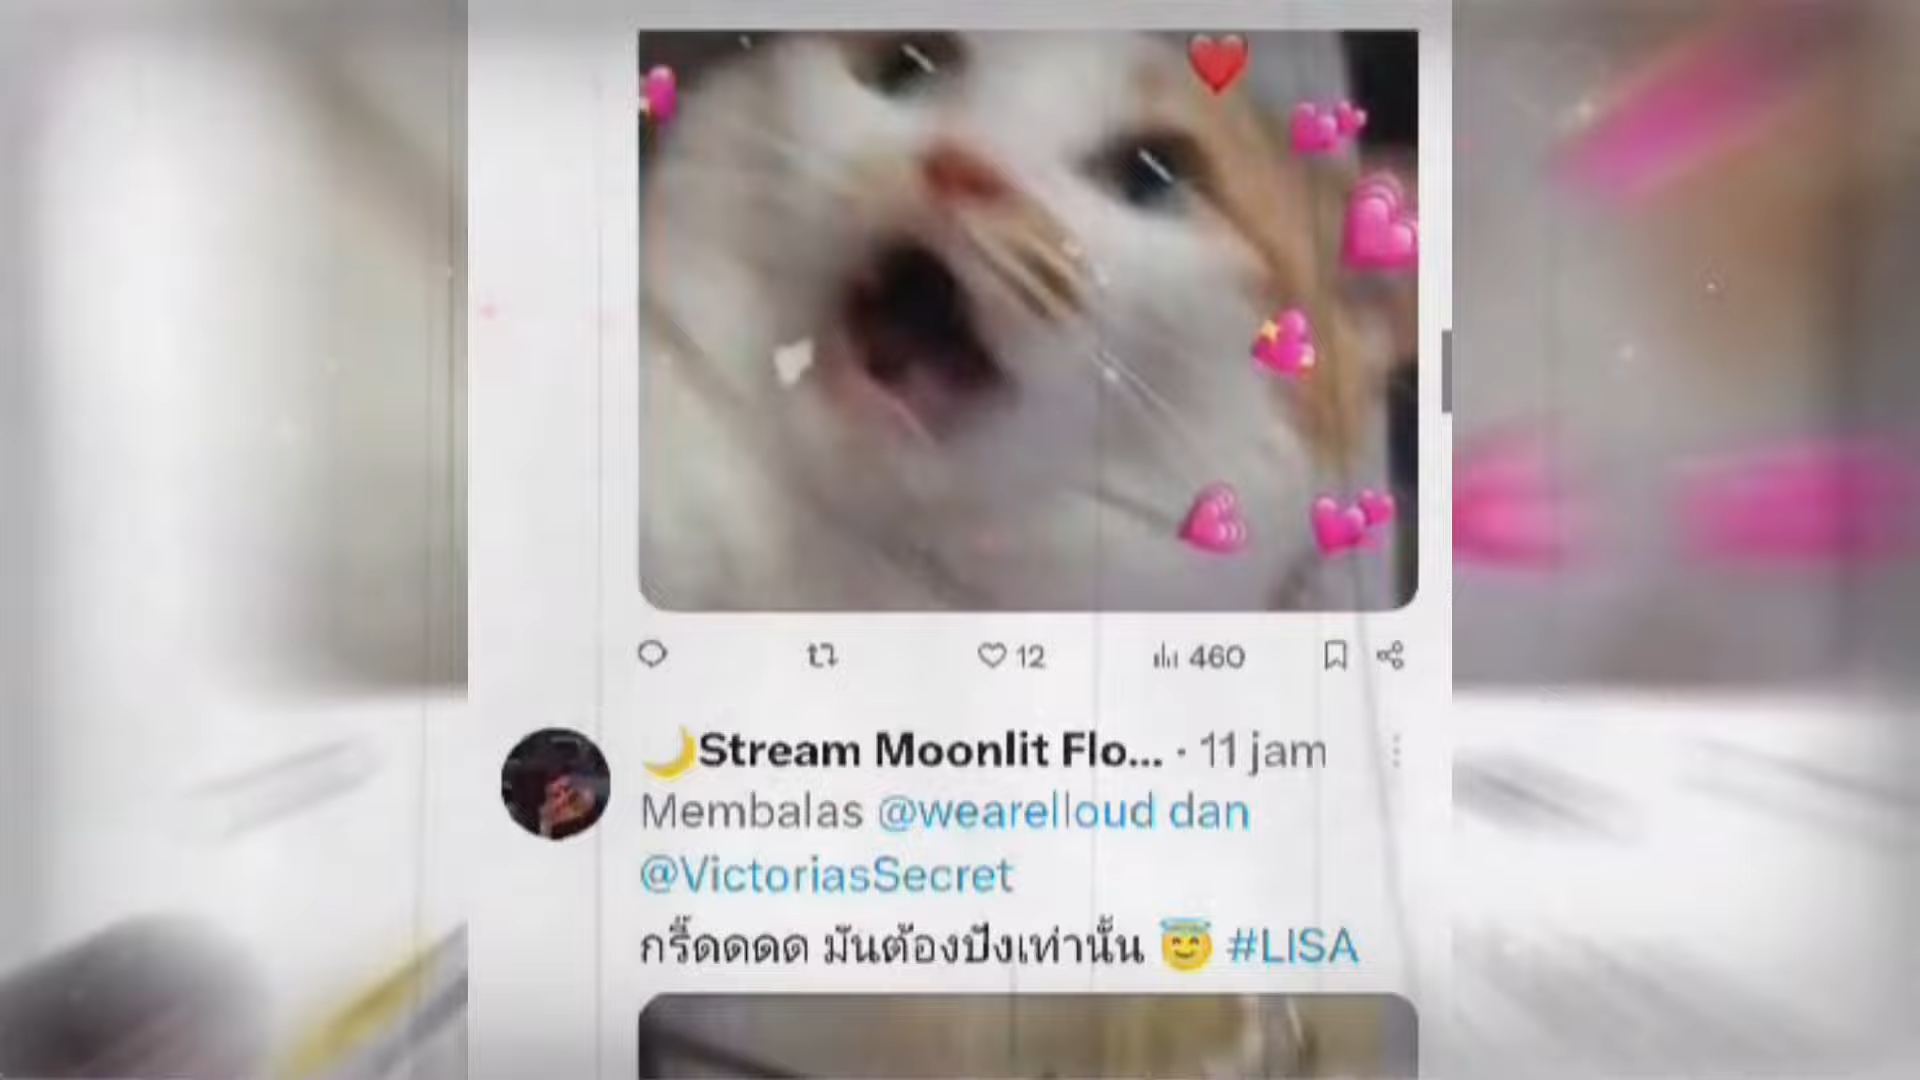 12 460
🌙Stream Moonlit Flo... · 11 jam
Membalas @wearelloud dan
@VictoriasSecret
กรี๊ดดดด มันต้องปังเท่านั้น 😇 #LISA